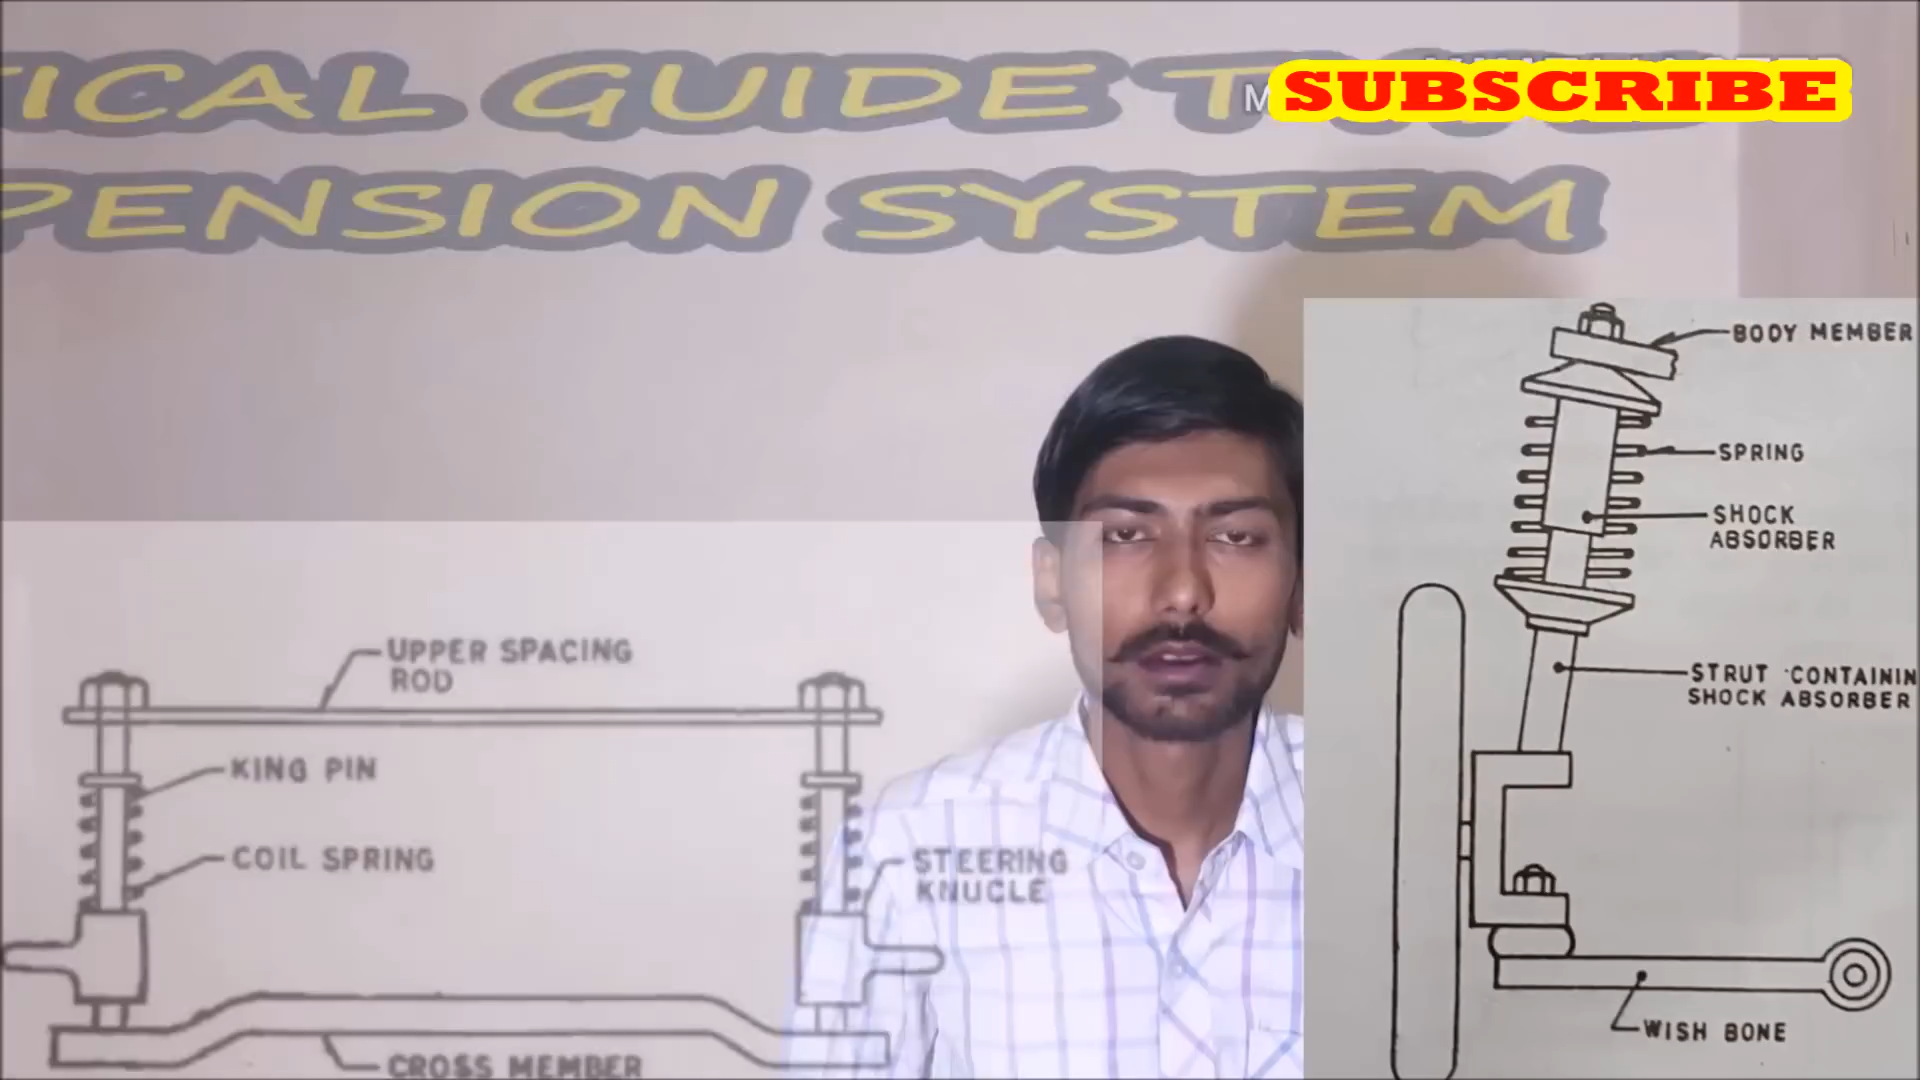 TICAL GUIDE
SUBSCRIBE
PENSION SYSTEM
BODY MEMBER
SPRING
SHOCK
ABSORBER
STRUT CONTAININ
SHOCK ABSORBER
WISH BONE
UPPER SPACING
ROD
KING PIN
COIL SPRING
STEERING
KNUCLE
CROSS MEMBER